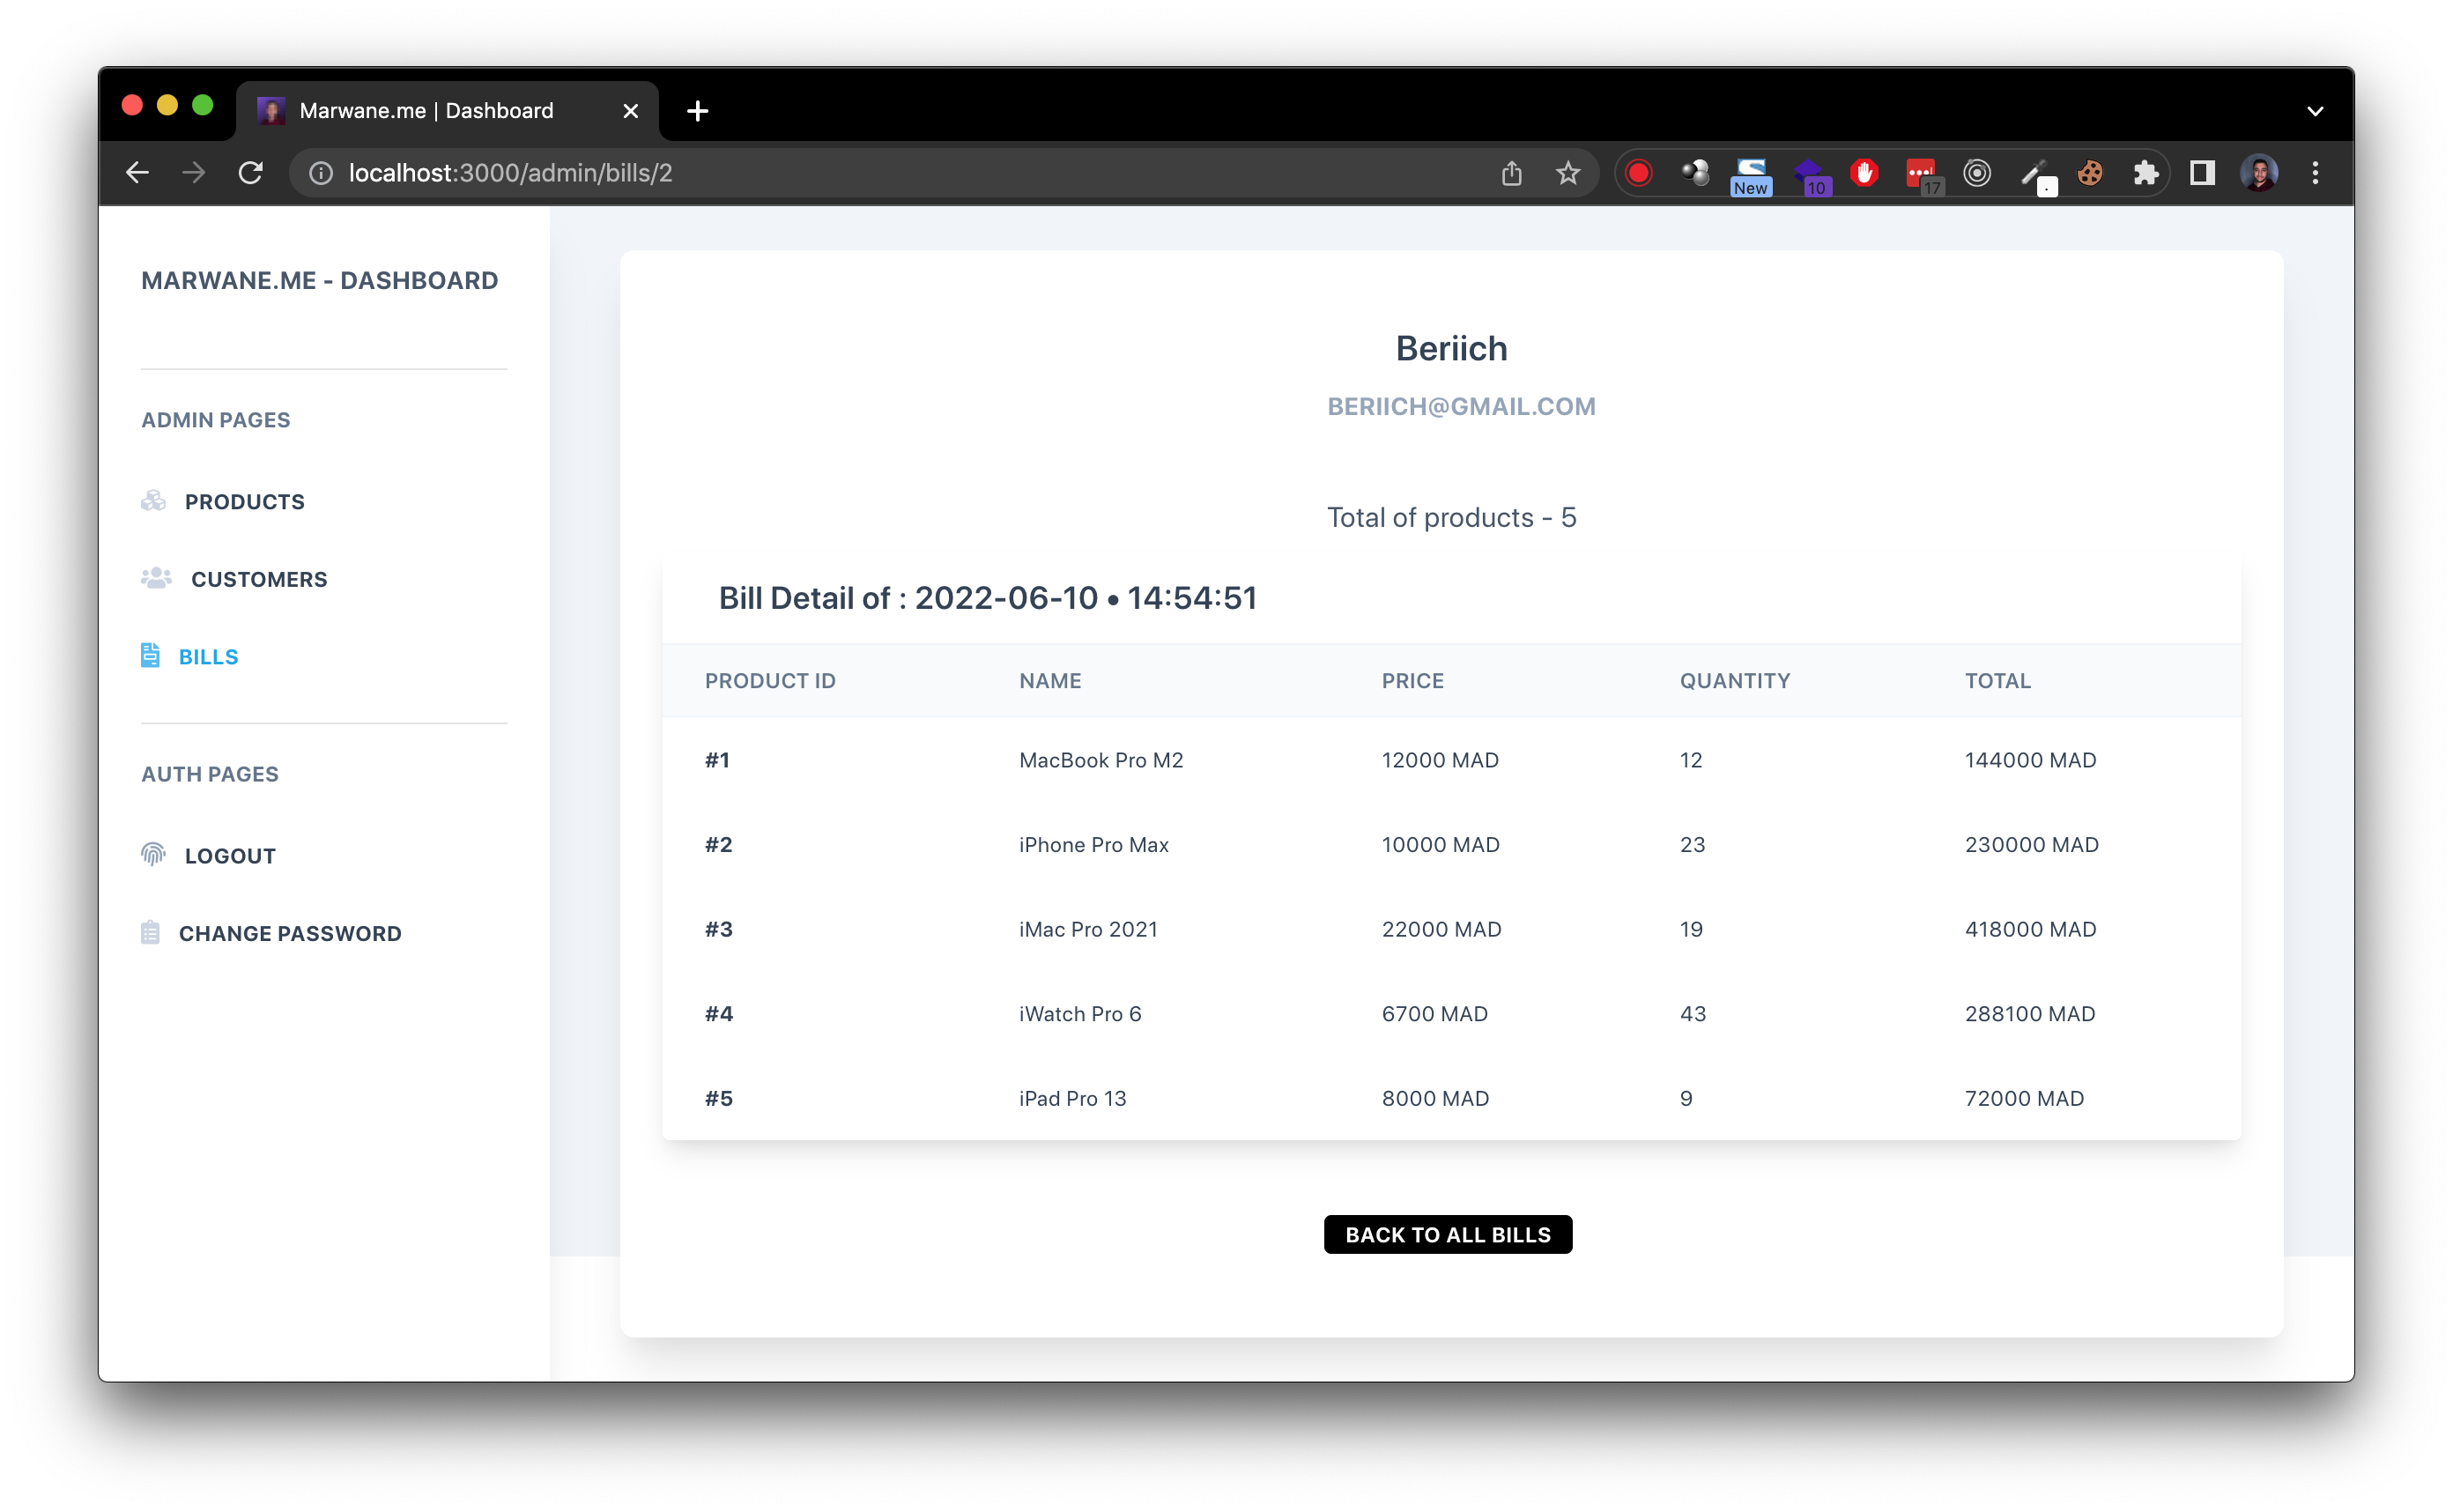 Marwane.me | Dashboard
localhost:3000/admin/bills/2
New
10
17
MARWANE.ME - DASHBOARD
ADMIN PAGES
PRODUCTS
CUSTOMERS
BILLS
AUTH PAGES
LOGOUT
CHANGE PASSWORD
Beriich
BERIICH@GMAIL.COM
Total of products - 5
Bill Detail of : 2022-06-10 • 14:54:51
PRODUCT ID NAME PRICE QUANTITY TOTAL
#1 MacBook Pro M2 12000 MAD 12 144000 MAD
#2 iPhone Pro Max 10000 MAD 23 230000 MAD
#3 iMac Pro 2021 22000 MAD 19 418000 MAD
#4 iWatch Pro 6 6700 MAD 43 288100 MAD
#5 iPad Pro 13 8000 MAD 9 72000 MAD
BACK TO ALL BILLS